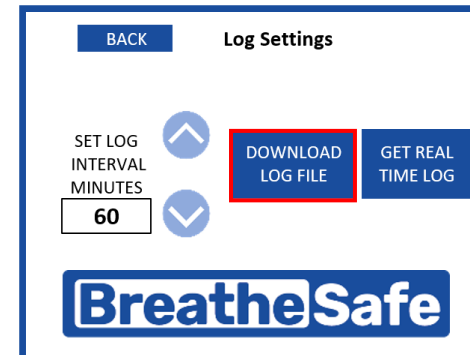 BACK
Log Settings
SET LOG
INTERVAL
MINUTES
60
DOWNLOAD
LOG FILE
GET REAL
TIME LOG
BreatheSafe